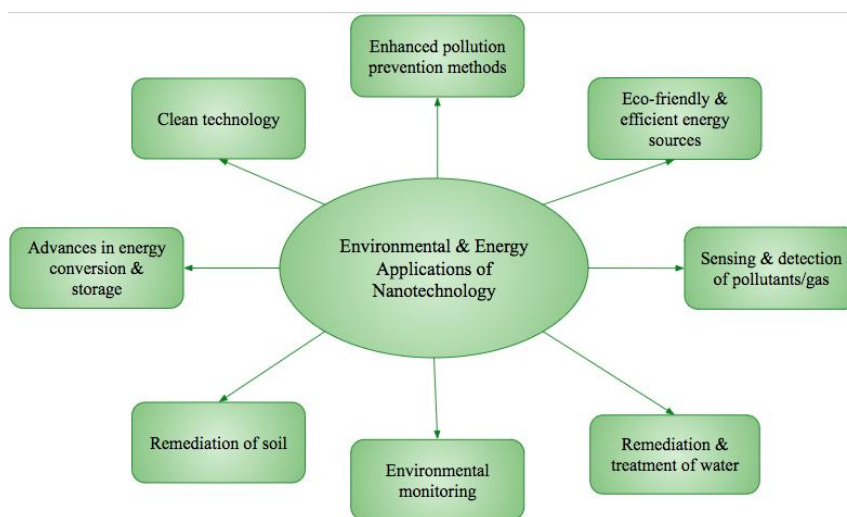 Enhanced pollution
prevention methods
Clean technology
Eco-friendly &
efficient energy
sources
Advances in energy
conversion &
storage
Environmental & Energy
Applications of
Nanotechnology
Sensing & detection
of pollutants/gas
Remediation of soil
Environmental
monitoring
Remediation &
treatment of water